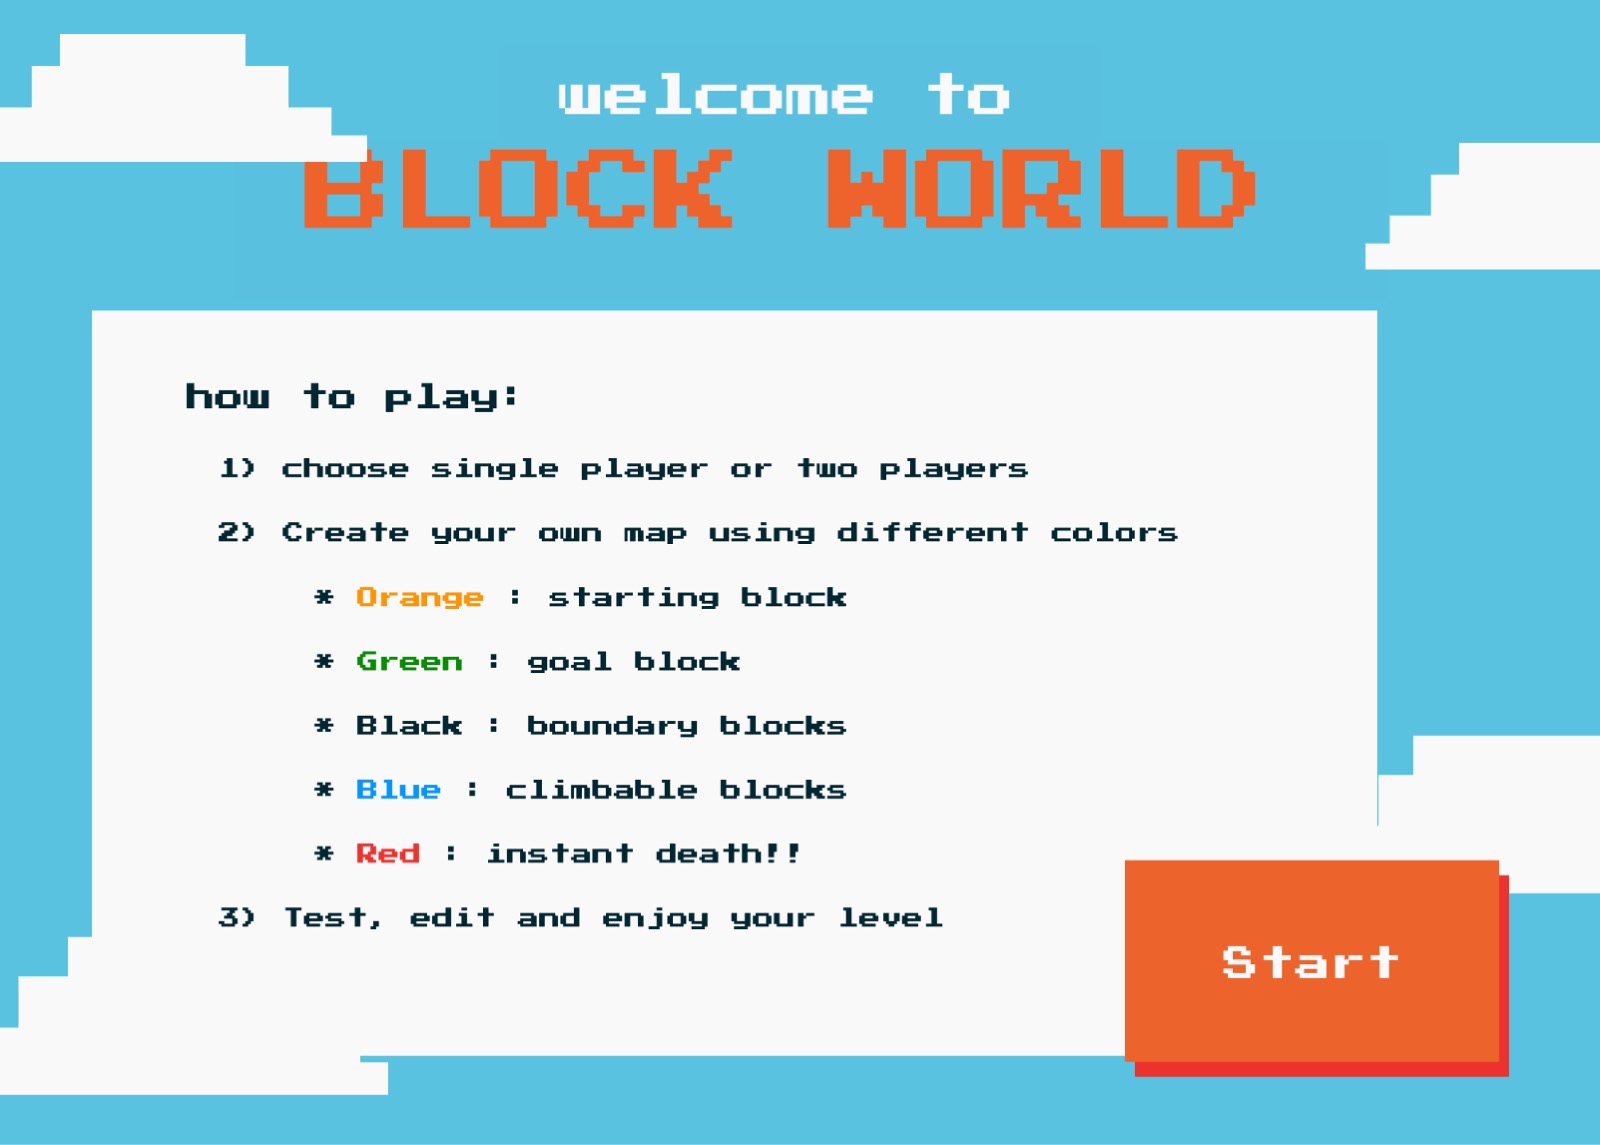 welcome to
BLOCK WORLD
how to play:
1) choose single player or two players
2) Create your own map using different colors
* Orange : starting block
* Green : goal block
* Black : boundary blocks
* Blue : climbable blocks
* Red : instant death!!
3) Test, edit and enjoy your level
Start